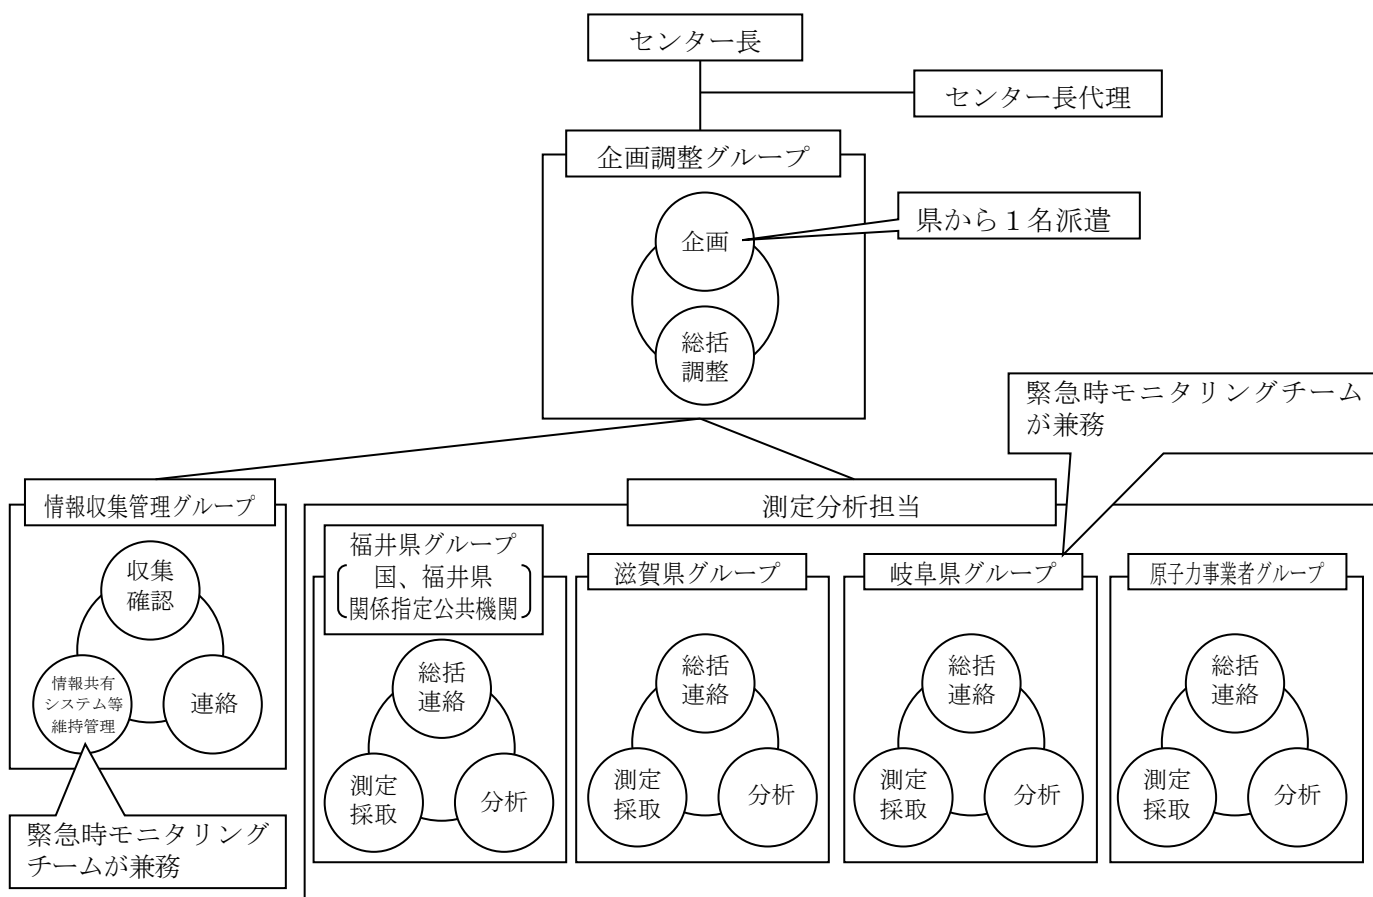 センター長
センター長代理
企画調整グループ
企画
県から１名派遣
総括
調整
緊急時モニタリングチーム
が兼務
情報収集管理グループ
収集
確認
情報共有
システム等
維持管理
連絡
緊急時モニタリング
チームが兼務
測定分析担当
福井県グループ
国、福井県
関係指定公共機関
総括
連絡
測定
採取
分析
滋賀県グループ
総括
連絡
測定
採取
分析
岐阜県グループ
総括
連絡
測定
採取
分析
原子力事業者グループ
総括
連絡
測定
採取
分析